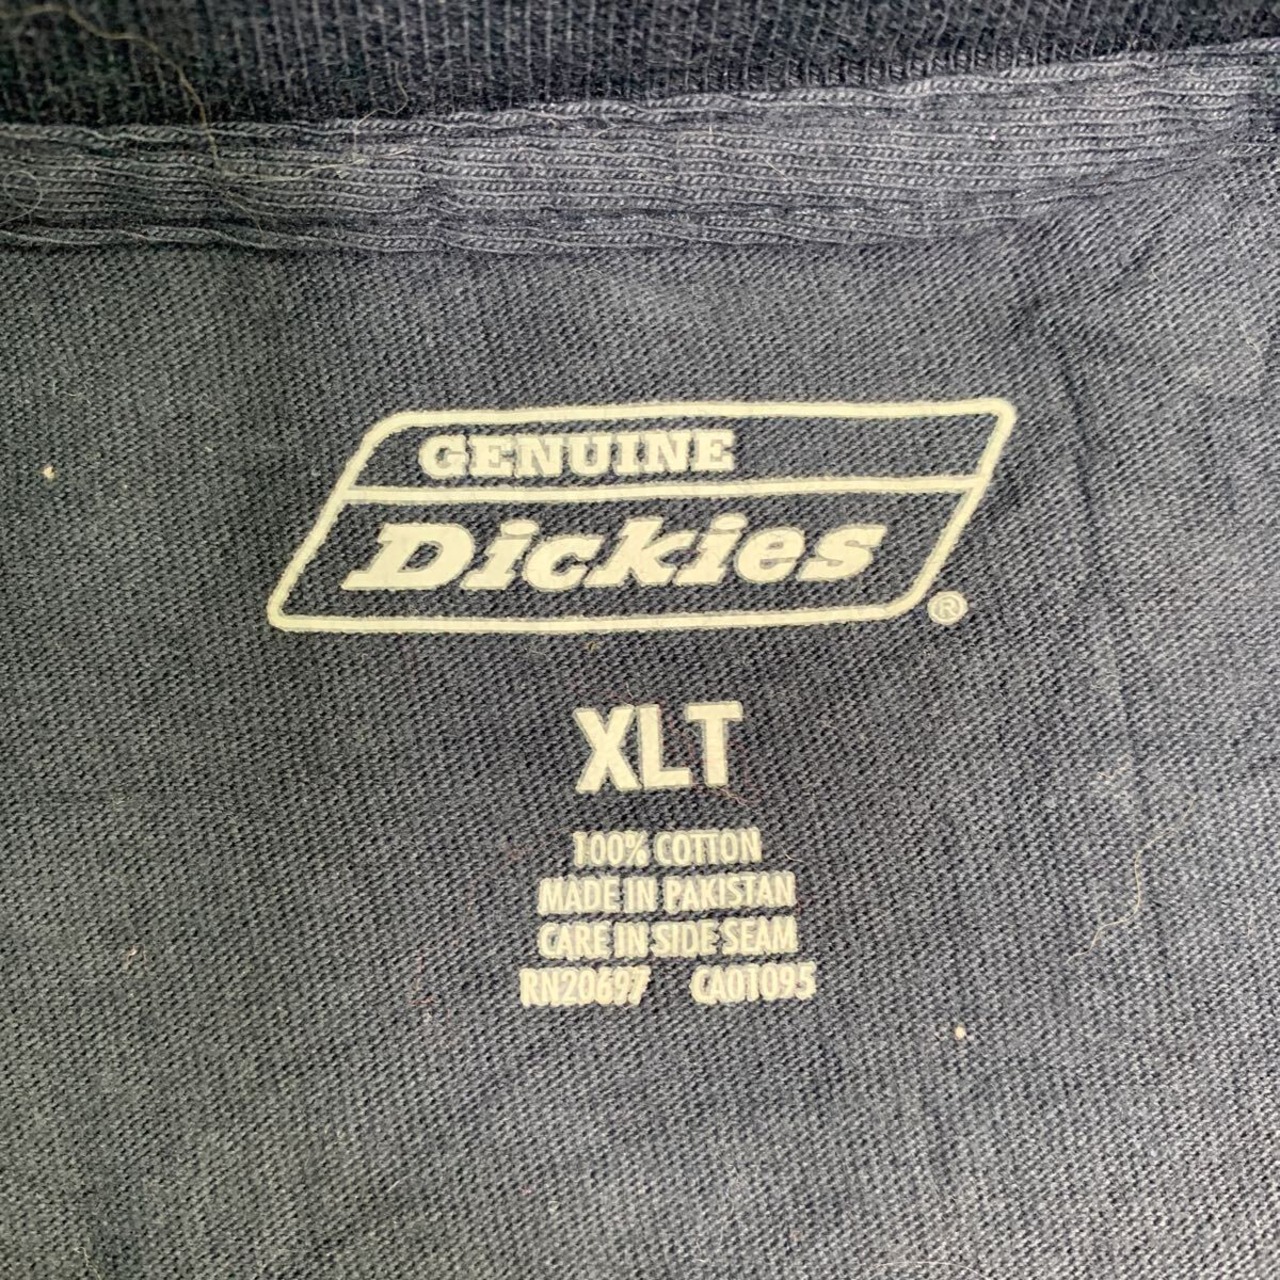 GENUINE
Dickies
®
XLT
100% COTTON
MADE IN PAKISTAN
CARE IN SIDE SEAM
RN20697 CA01095